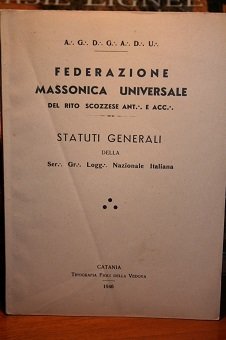 A∴ G∴ D∴ G∴ A∴ D∴ U∴
FEDERAZIONE
MASSONICA UNIVERSALE
DEL RITO SCOZZESE ANT∴ E ACC∴
STATUTI GENERALI
DELLA
Ser∴ Gr∴ Logg∴ Nazionale Italiana
CATANIA
Tipografia Fiore della Vedova
1946